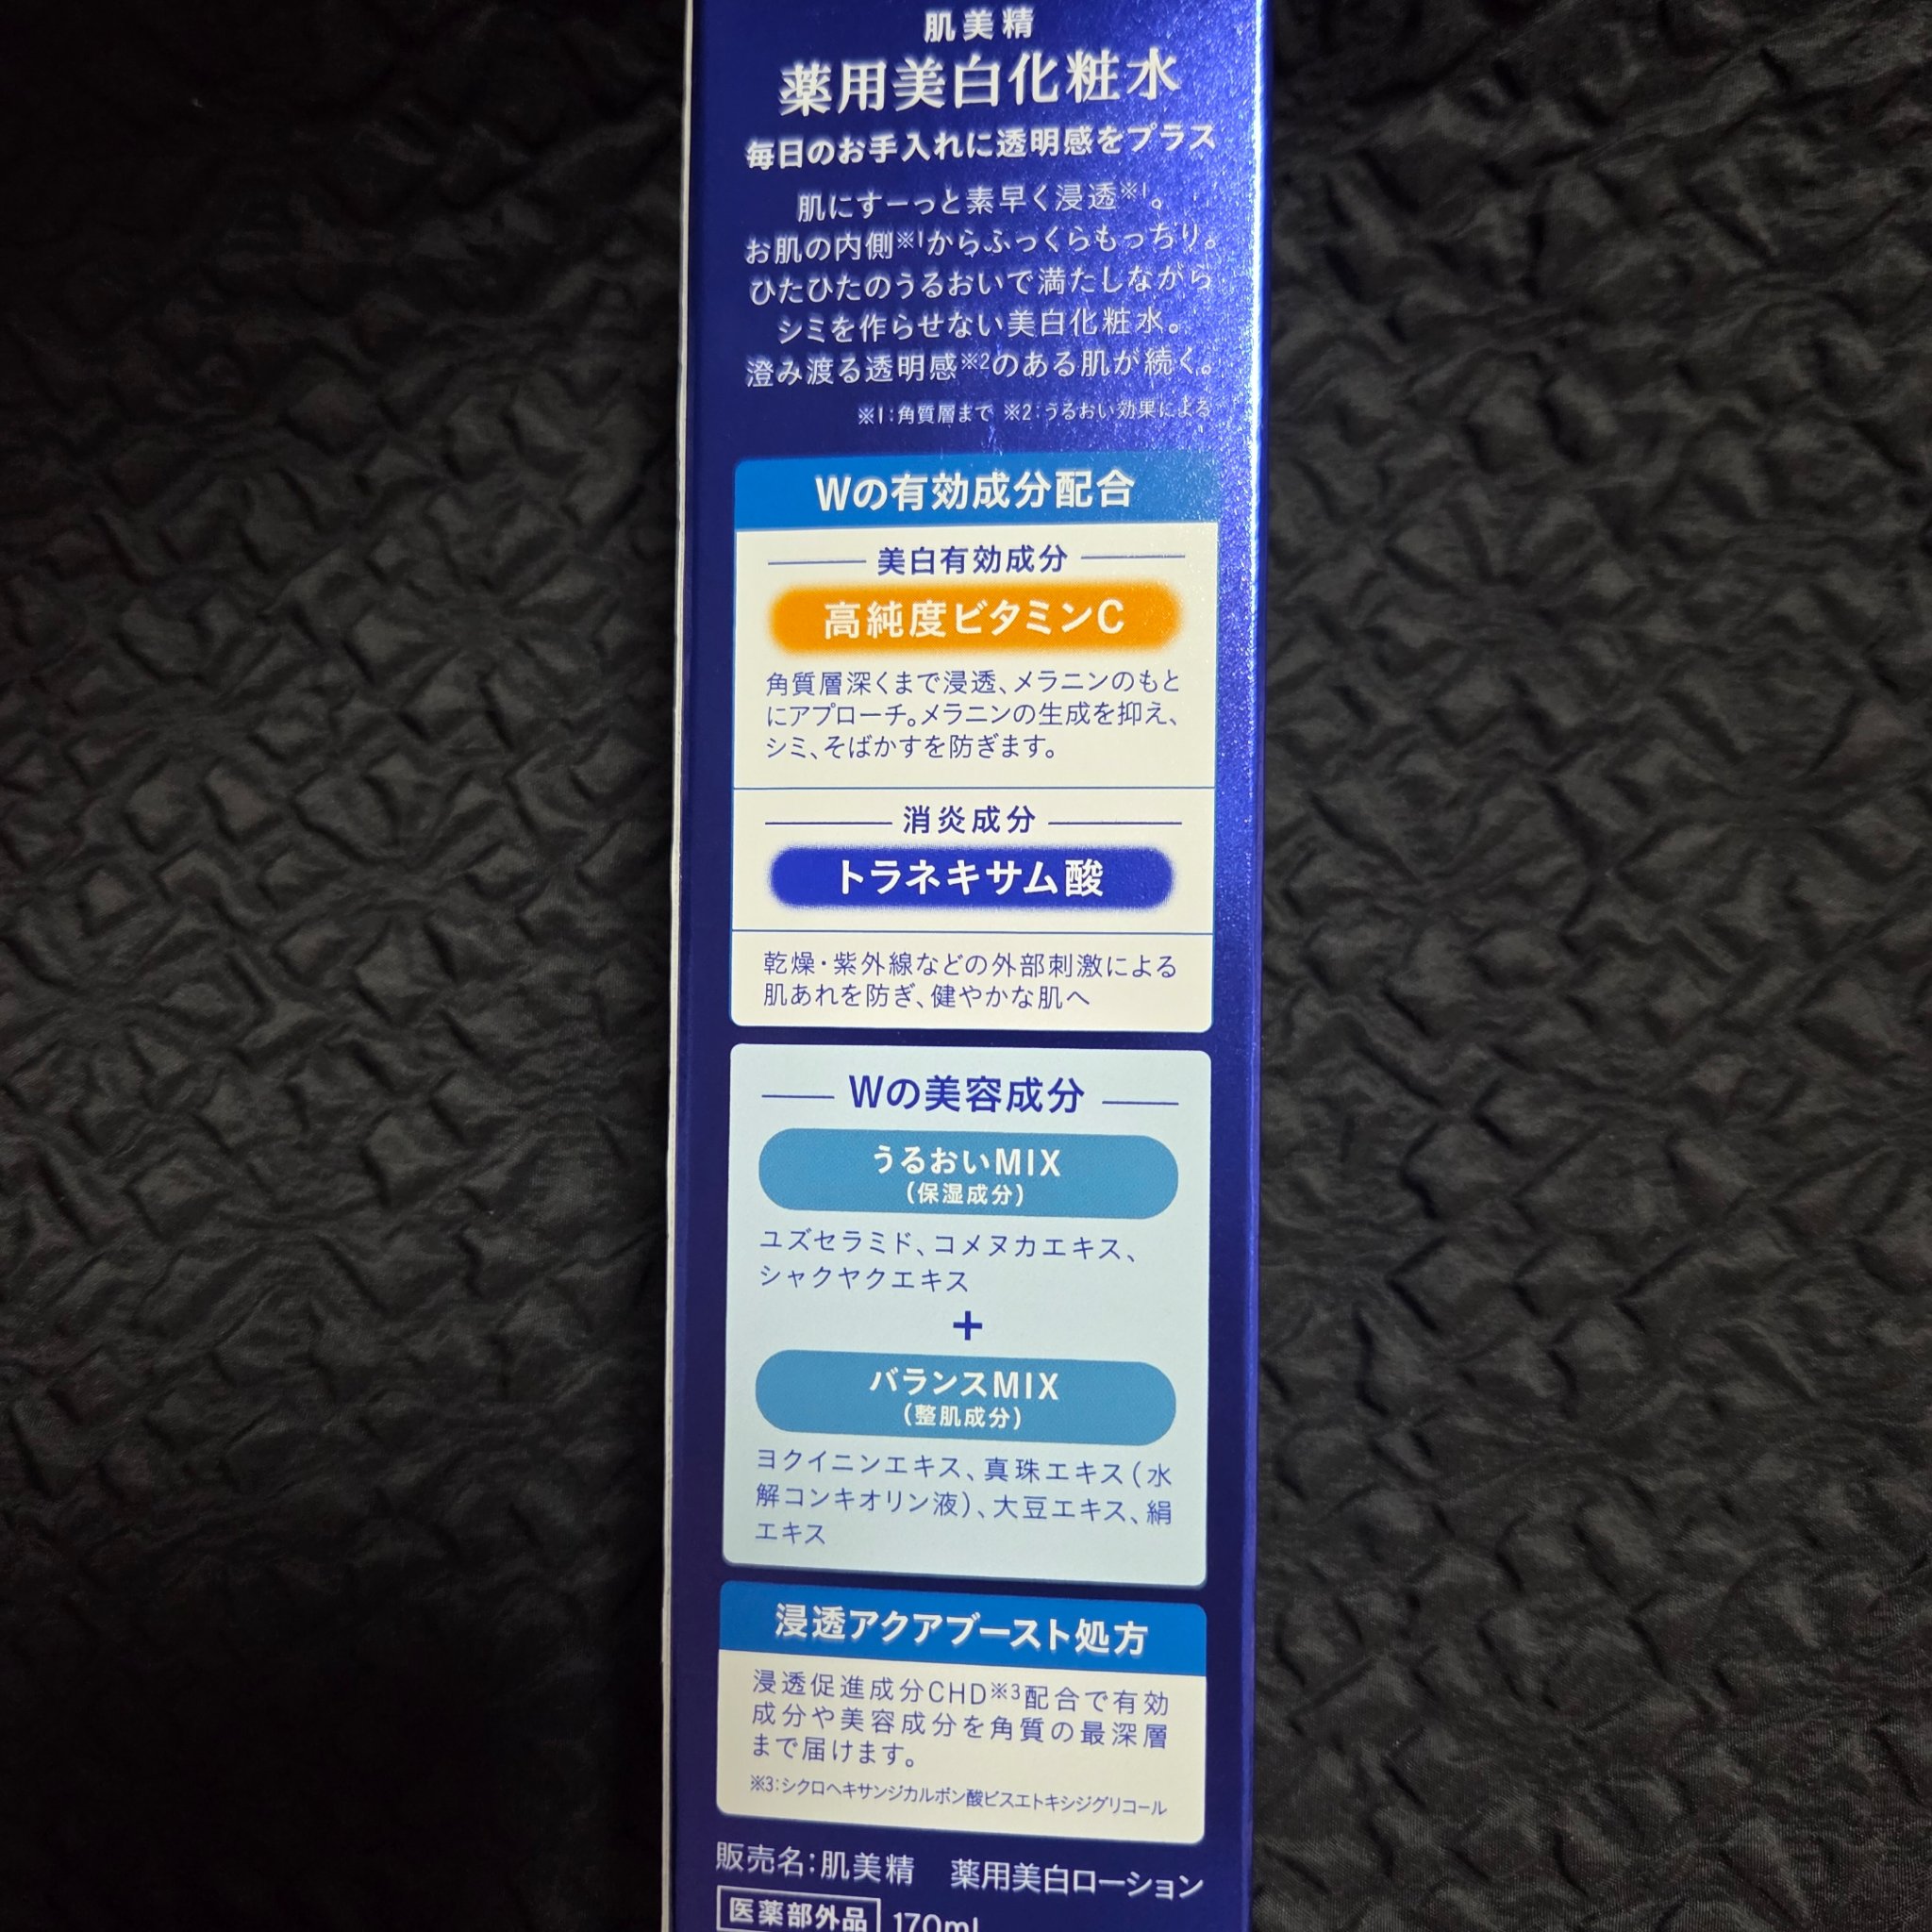 肌美精
薬用美白化粧水
毎日のお手入れに透明感をプラス
肌にすーっと素早く浸透※1。
お肌の内側※1からふっくらもっちり。
ひたひたのうるおいで満たしながら
シミを作らせない美白化粧水。
澄み渡る透明感※2のある肌が続く。
※1:角質層まで ※2:うるおい効果による
Wの有効成分配合
美白有効成分
高純度ビタミンC
角質層深くまで浸透、メラニンのもと
にアプローチ。メラニンの生成を抑え、
シミ、そばかすを防ぎます。
消炎成分
トラネキサム酸
乾燥・紫外線などの外部刺激による
肌あれを防ぎ、健やかな肌へ
Wの美容成分
うるおいMIX
(保湿成分)
ユズセラミド、コメヌカエキス、
シャクヤクエキス
+
バランスMIX
(整肌成分)
ヨクイニンエキス、真珠エキス(水
解コンキオリン液)、大豆エキス、絹
エキス
浸透アクアブースト処方
浸透促進成分CHD※3配合で有効
成分や美容成分を角質の最深層
まで届けます。
※3:シクロヘキサンジカルボン酸ビスエトキシジグリコール
販売名:肌美精 薬用美白ローション
医薬部外品 170mL